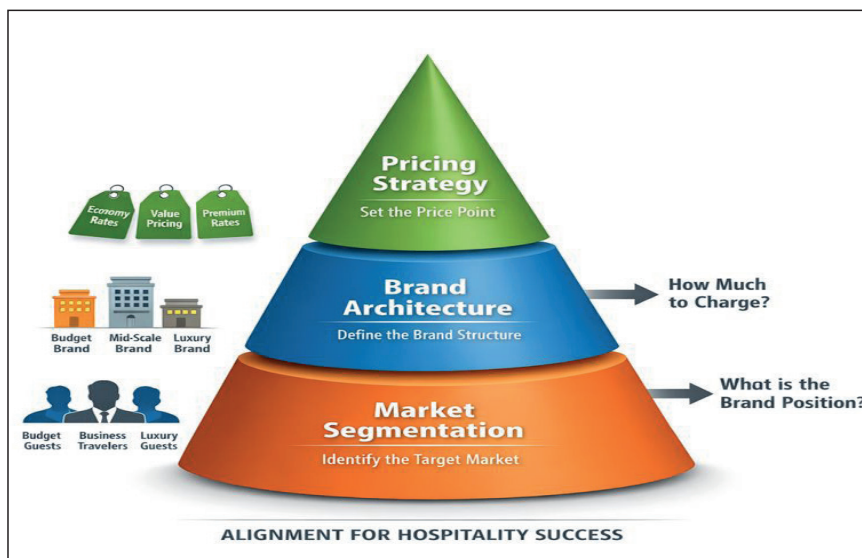 Pricing
Strategy
Set the Price Point
Economy
Rates
Value
Pricing
Premium
Rates
Brand
Architecture
Define the Brand Structure
How Much
to Charge?
Budget
Brand
Mid-Scale
Brand
Luxury
Brand
Market
Segmentation
Identify the Target Market
What is the
Brand Position?
Budget
Guests
Business
Travelers
Luxury
Guests
ALIGNMENT FOR HOSPITALITY SUCCESS